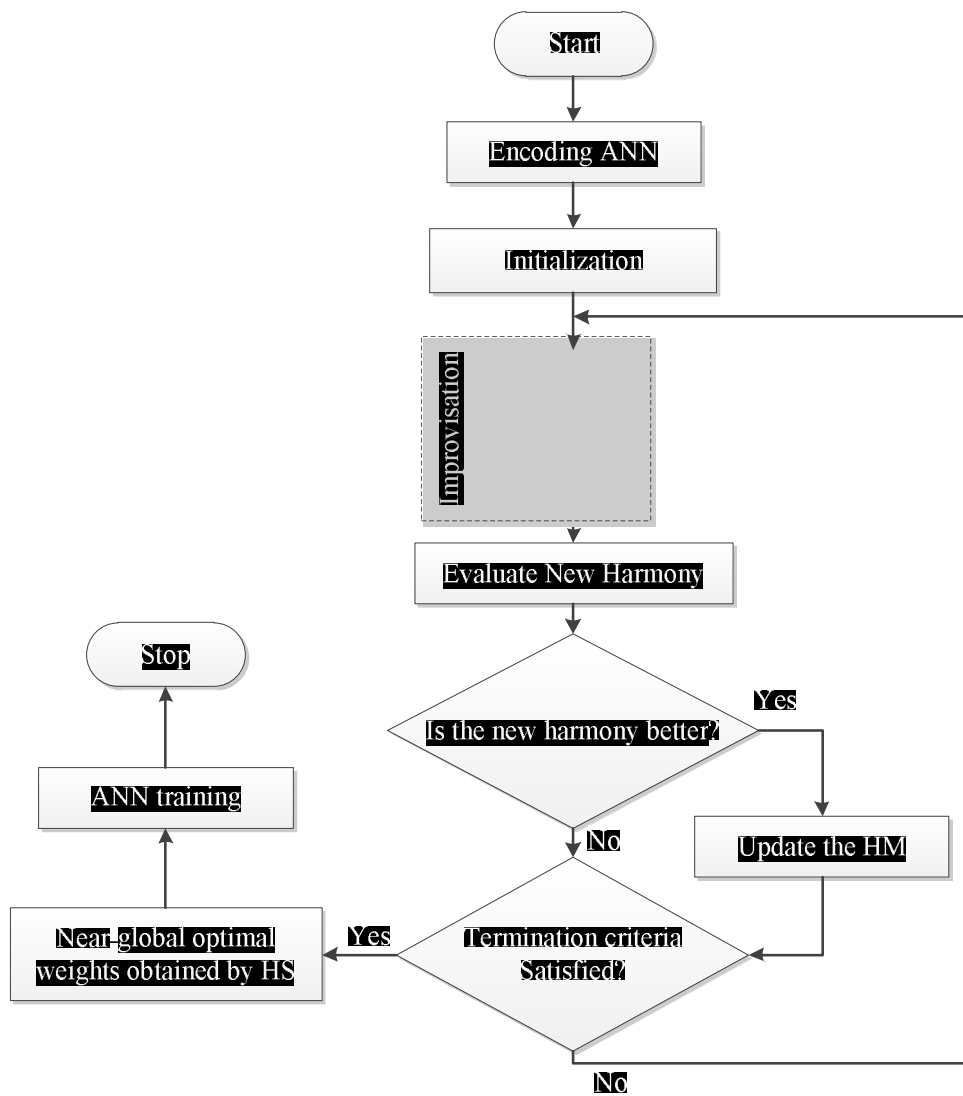 Start
Encoding ANN
Initialization
Improvisation
Evaluate New Harmony
Is the new harmony better?
Yes
No
Update the HM
Termination criteria
Satisfied?
Yes
No
Near-global optimal
weights obtained by HS
ANN training
Stop